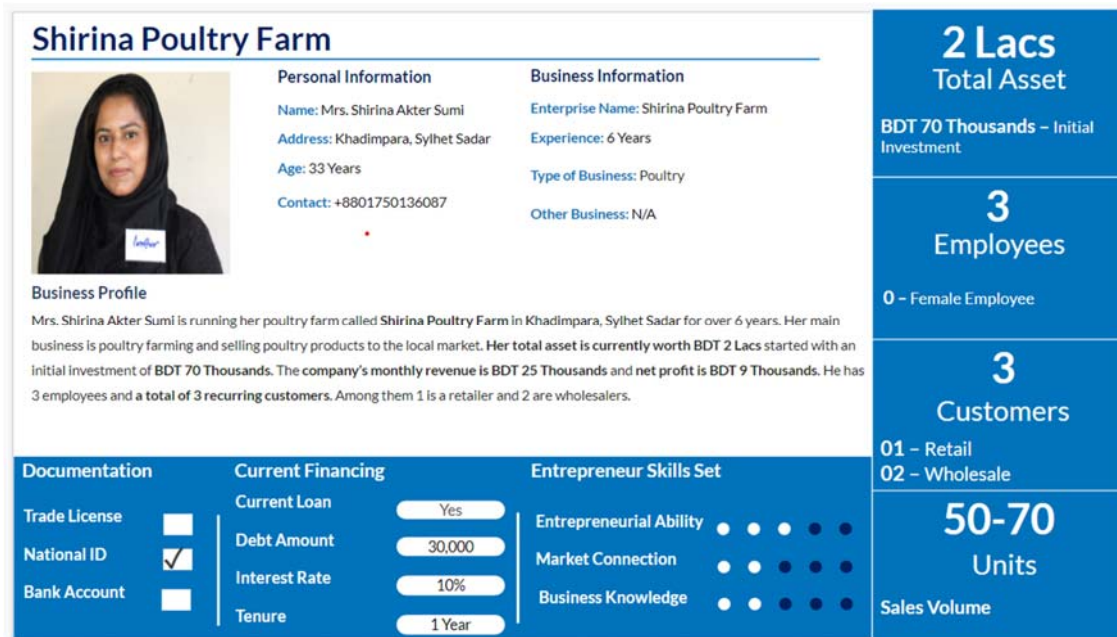 Shirina Poultry Farm
Personal Information
Name: Mrs. Shirina Akter Sumi
Address: Khadimpara, Sylhet Sadar
Age: 33 Years
Contact: +8801750136087
Business Information
Enterprise Name: Shirina Poultry Farm
Experience: 6 Years
Type of Business: Poultry
Other Business: N/A
Business Profile
Mrs. Shirina Akter Sumi is running her poultry farm called Shirina Poultry Farm in Khadimpara, Sylhet Sadar for over 6 years. Her main
business is poultry farming and selling poultry products to the local market. Her total asset is currently worth BDT 2 Lacs started with an
initial investment of BDT 70 Thousands. The company's monthly revenue is BDT 25 Thousands and net profit is BDT 9 Thousands. He has
3 employees and a total of 3 recurring customers. Among them 1 is a retailer and 2 are wholesalers.
2 Lacs
Total Asset
BDT 70 Thousands – Initial
Investment
3
Employees
0 – Female Employee
3
Customers
01 – Retail
02 – Wholesale
50-70
Units
Sales Volume
Documentation
Trade License
National ID
Bank Account
Current Financing
Current Loan Yes
Debt Amount 30,000
Interest Rate 10%
Tenure 1 Year
Entrepreneur Skills Set
Entrepreneurial Ability
Market Connection
Business Knowledge